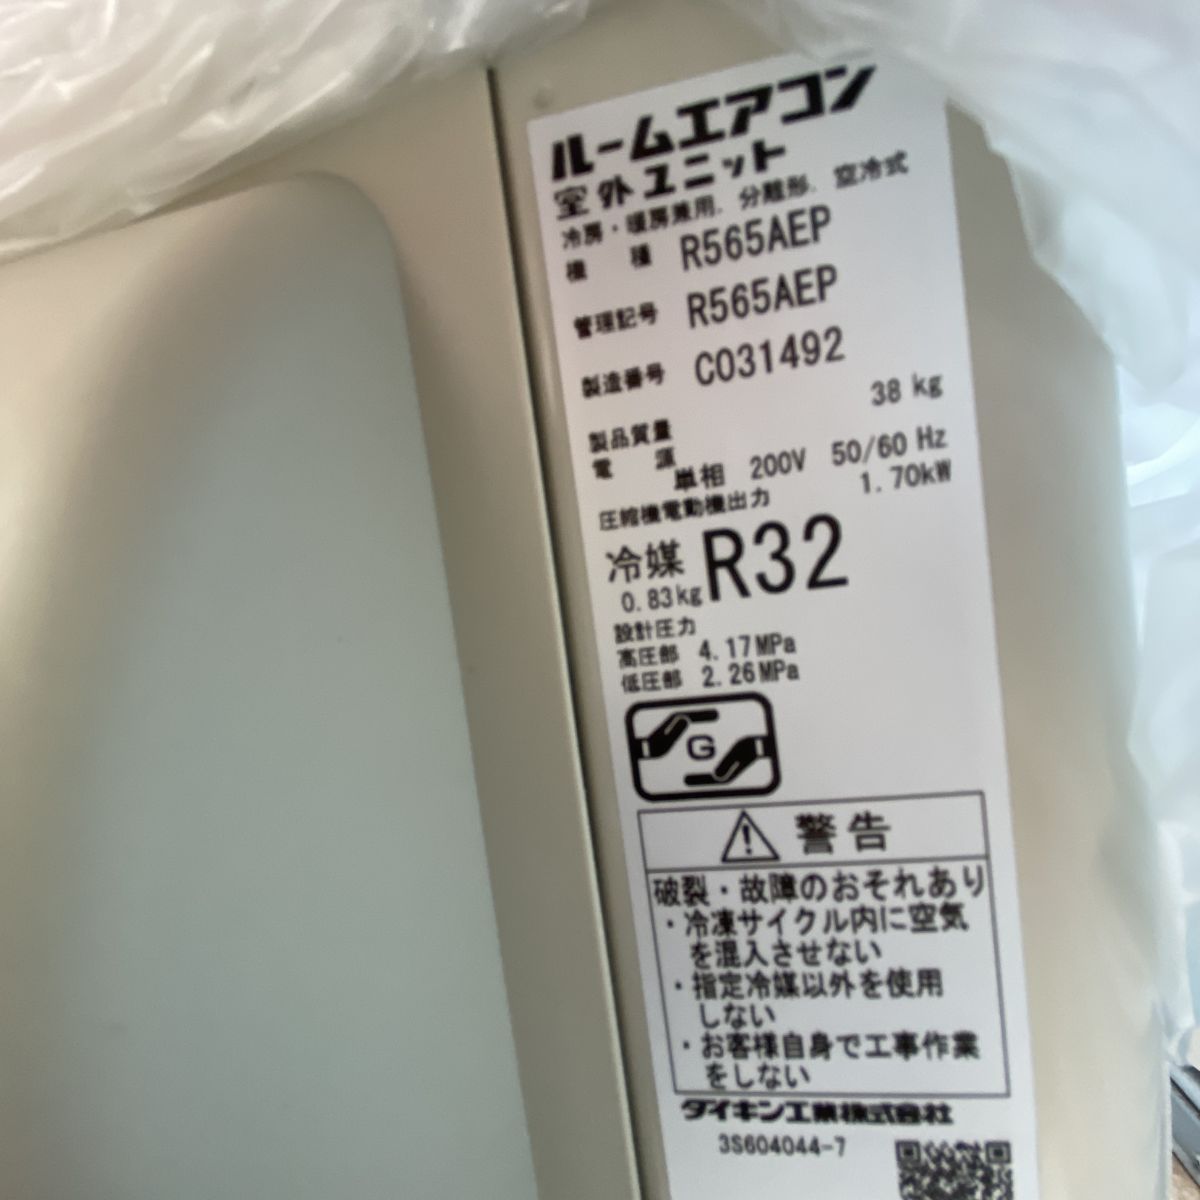 ルームエアコン
室外ユニット
冷房・暖房兼用. 分離形. 空冷式
機 種 R565AEP
管理記号 R565AEP
製造番号 C031492
製品質量 38 kg
電 源 単相 200V 50/60 Hz
圧縮機電動機出力 1.70kW
冷媒 R32
0.83kg
設計圧力
高圧部 4.17MPa
低圧部 2.26MPa
G
警告
破裂・故障のおそれあり
・冷凍サイクル内に空気
を混入させない
・指定冷媒以外を使用
しない
・お客様自身で工事作業
をしない
ダイキン工業株式会社
3S604044-7